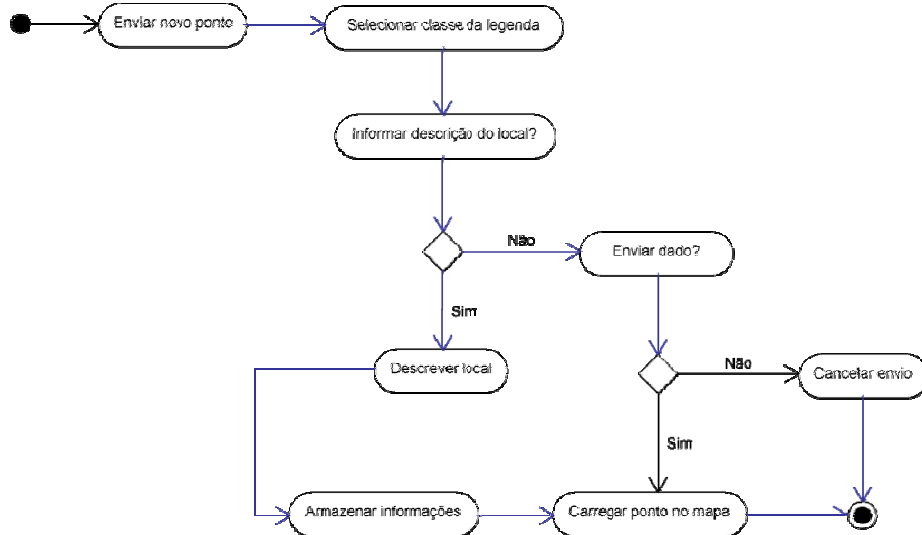 Enviar novo ponto
Selecionar classe da legenda
Informar descrição do local?
Não
Enviar dado?
Sim
Descrever local
Não
Cancelar envio
Sim
Armazenar informações
Carregar ponto no mapa